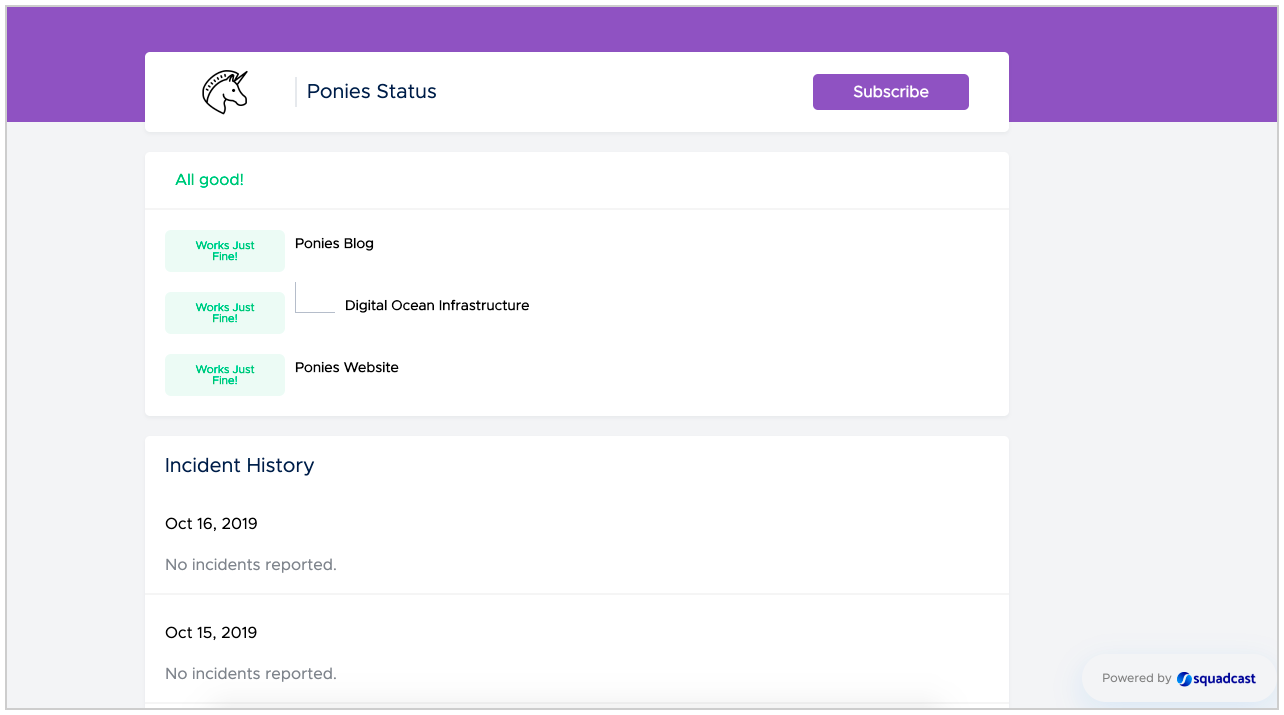 Ponies Status
Subscribe
All good!
Works Just
Fine!
Ponies Blog
Works Just
Fine!
Digital Ocean Infrastructure
Works Just
Fine!
Ponies Website
Incident History
Oct 16, 2019
No incidents reported.
Oct 15, 2019
No incidents reported.
Powered by squadcast